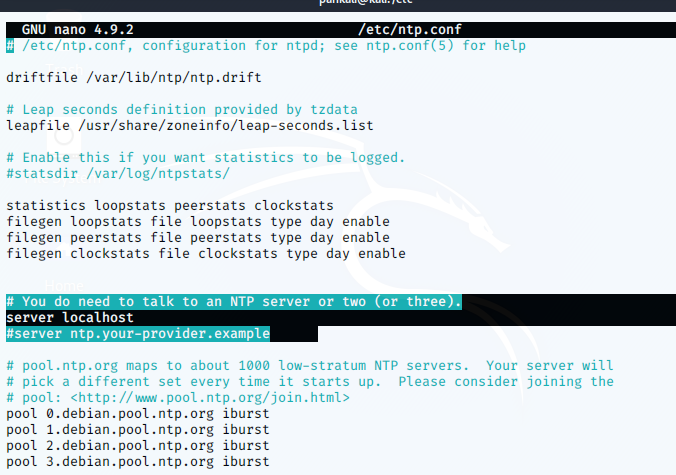 GNU nano 4.9.2 /etc/ntp.conf
# /etc/ntp.conf, configuration for ntpd; see ntp.conf(5) for help
driftfile /var/lib/ntp/ntp.drift
# Leap seconds definition provided by tzdata
leapfile /usr/share/zoneinfo/leap-seconds.list
# Enable this if you want statistics to be logged.
#statsdir /var/log/ntpstats/
statistics loopstats peerstats clockstats
filegen loopstats file loopstats type day enable
filegen peerstats file peerstats type day enable
filegen clockstats file clockstats type day enable
Home
# You do need to talk to an NTP server or two (or three).
server localhost
#server ntp.your-provider.example
# pool.ntp.org maps to about 1000 low-stratum NTP servers.  Your server will
# pick a different set every time it starts up.  Please consider joining the
# pool: <http://www.pool.ntp.org/join.html>
pool 0.debian.pool.ntp.org iburst
pool 1.debian.pool.ntp.org iburst
pool 2.debian.pool.ntp.org iburst
pool 3.debian.pool.ntp.org iburst